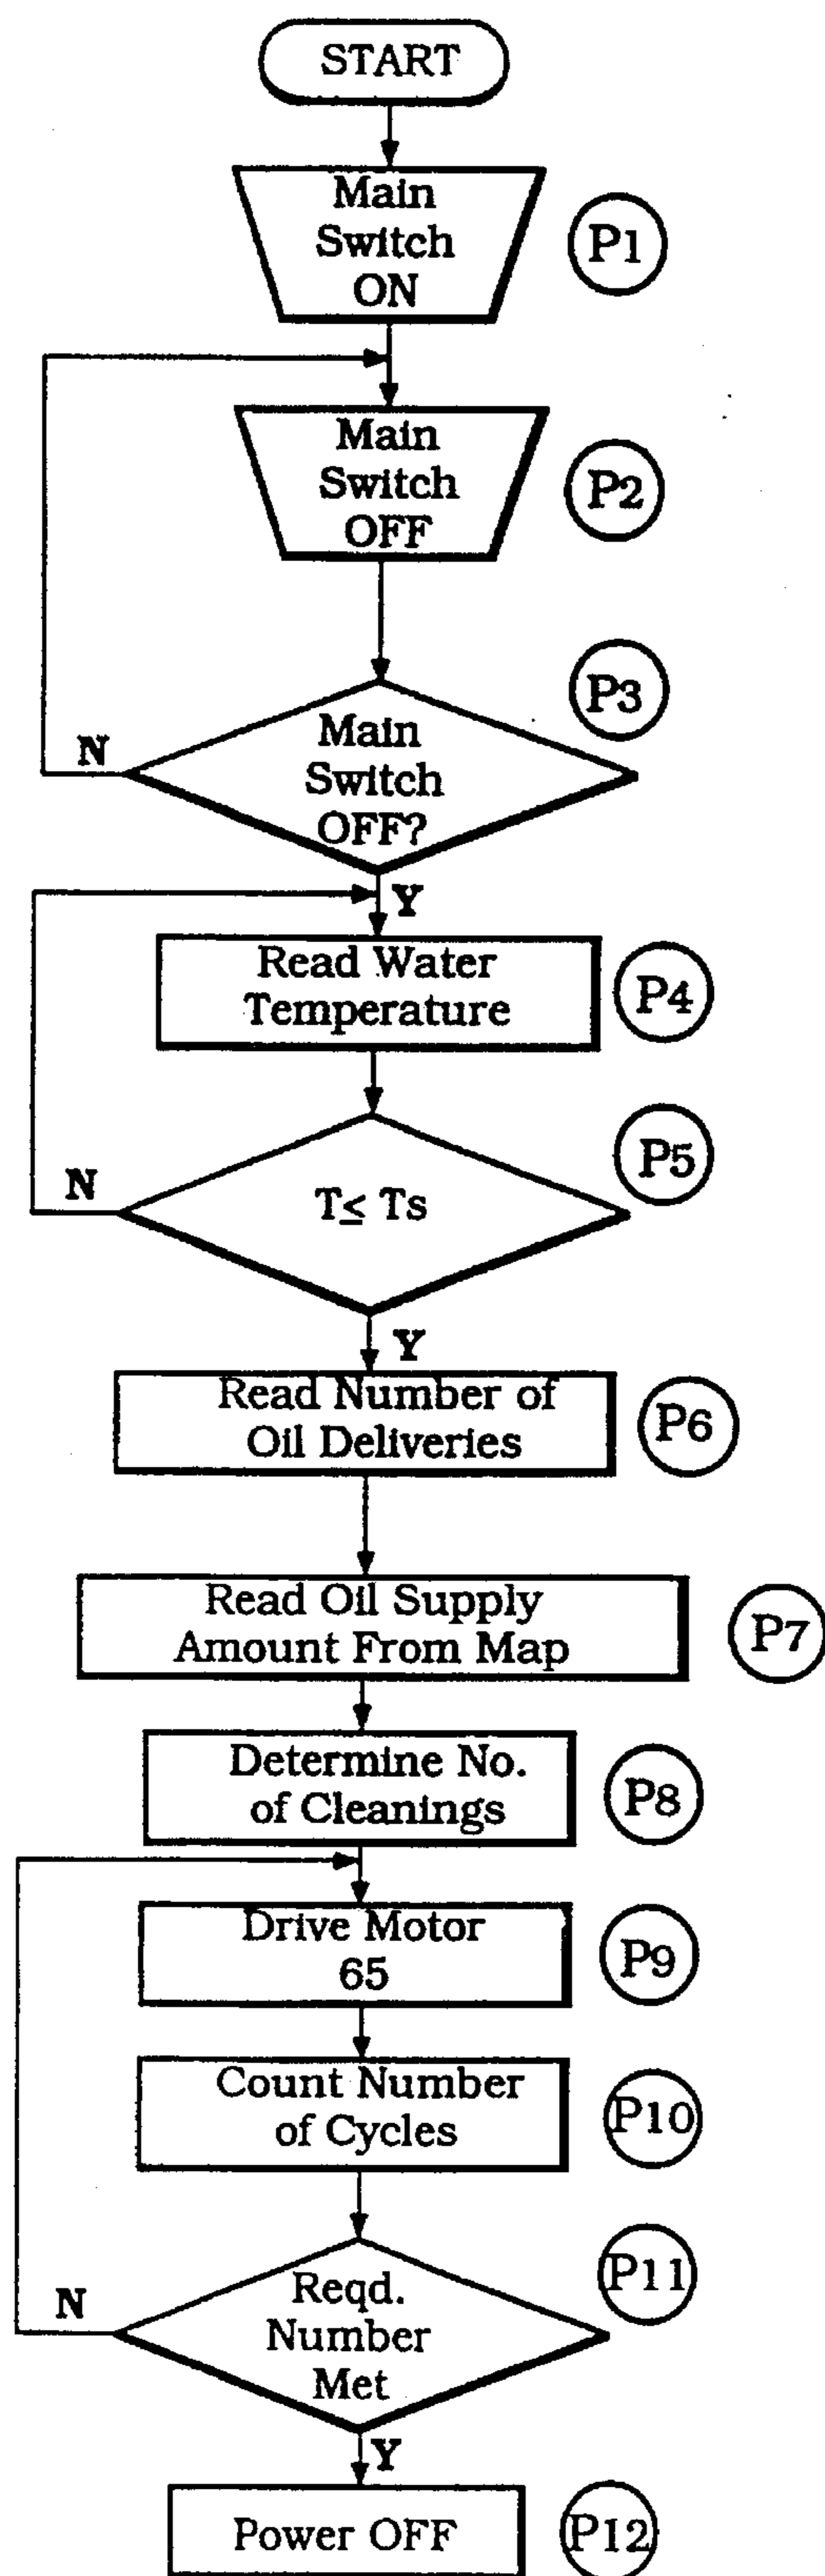 START
Main
Switch
ON
P1
Main
Switch
OFF
P2
P3
Main
Switch
OFF?
N
Y
Read Water
Temperature
P4
P5
T≤ Ts
N
Y
Read Number of
Oil Deliveries
P6
Read Oil Supply
Amount From Map
P7
Determine No.
of Cleanings
P8
Drive Motor
65
P9
Count Number
of Cycles
P10
P11
Reqd.
Number
Met
N
Y
Power OFF
P12